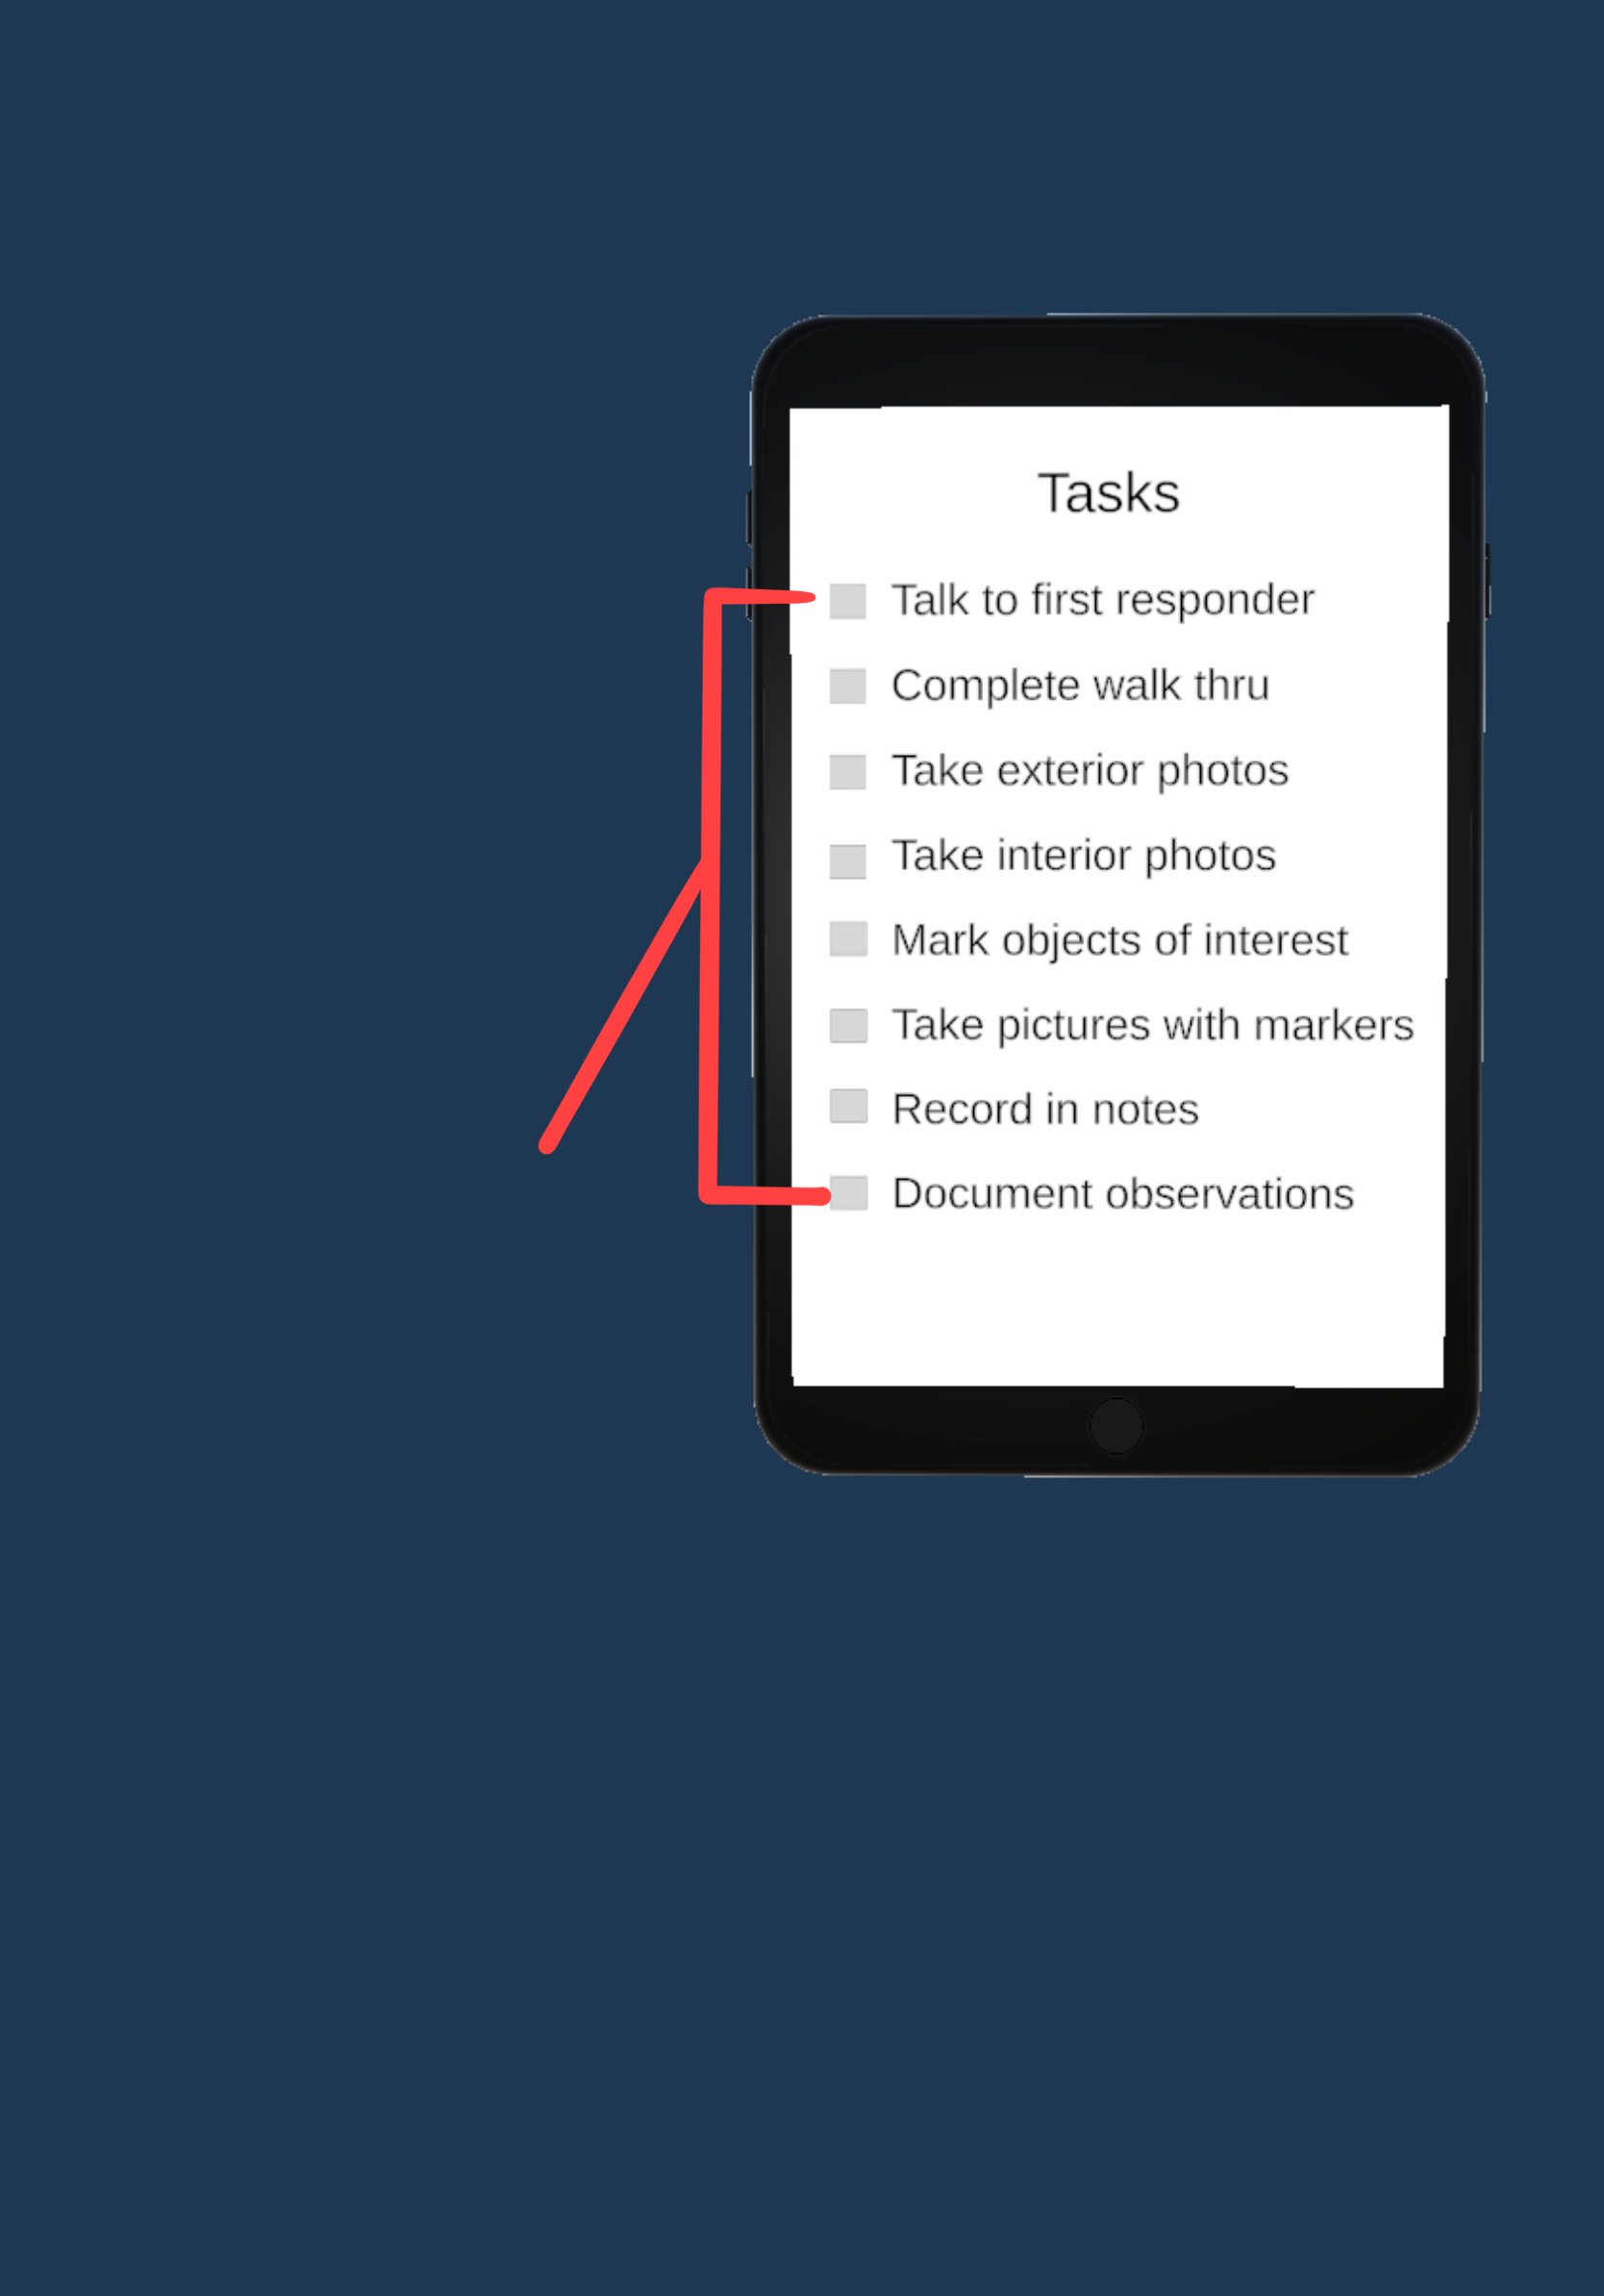 Tasks
Talk to first responder
Complete walk thru
Take exterior photos
Take interior photos
Mark objects of interest
Take pictures with markers
Record in notes
Document observations